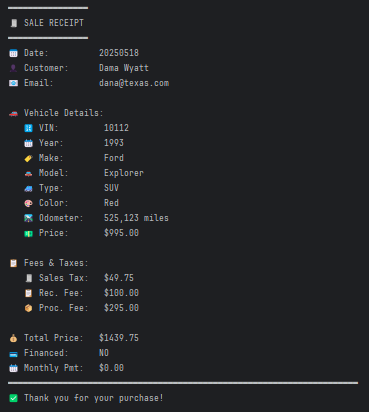 SALE RECEIPT
Date: 20250518
Customer: Dama Wyatt
Email: dana@texas.com
Vehicle Details:
VIN: 10112
Year: 1993
Make: Ford
Model: Explorer
Type: SUV
Color: Red
Odometer: 525,123 miles
Price: $995.00
Fees & Taxes:
Sales Tax: $49.75
Rec. Fee: $100.00
Proc. Fee: $295.00
Total Price: $1439.75
Financed: NO
Monthly Pmt: $0.00
Thank you for your purchase!